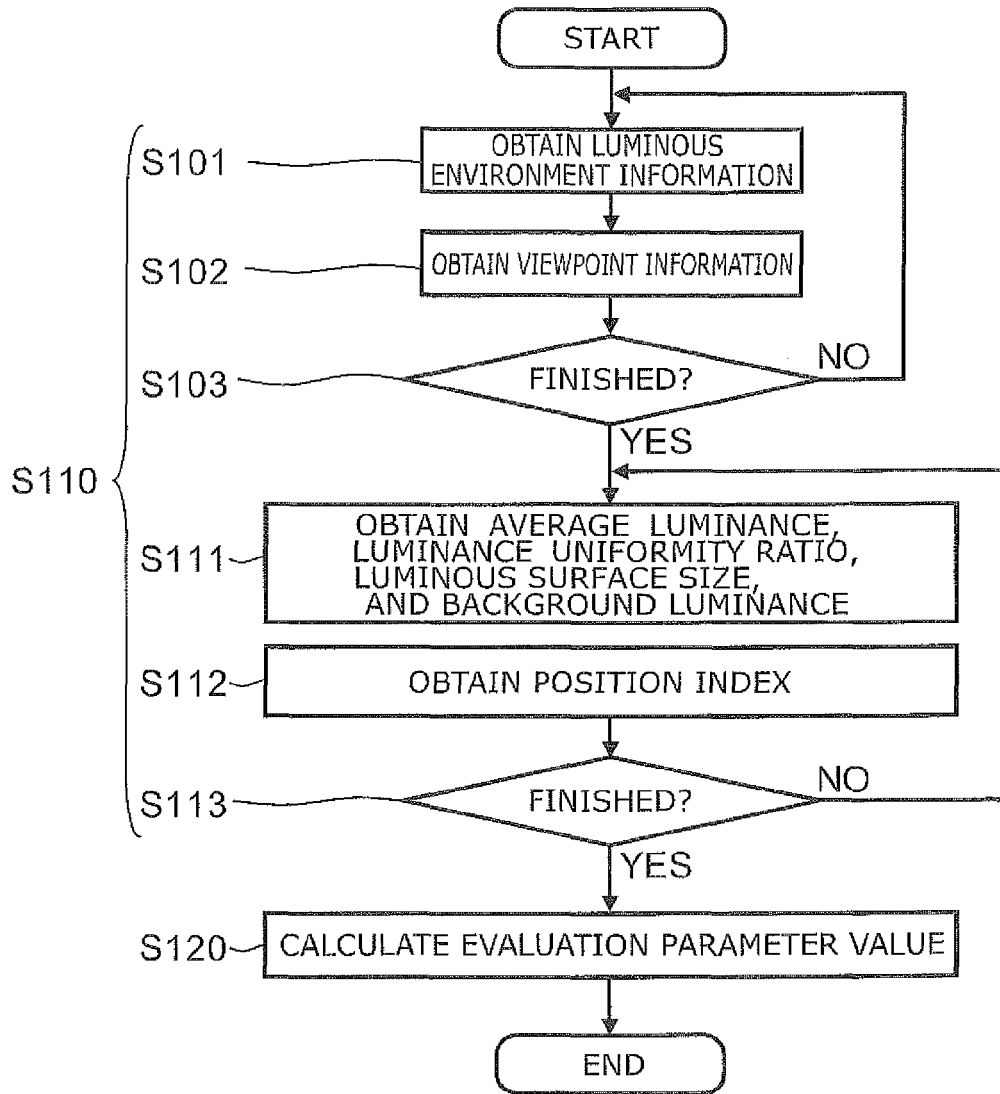 START
S101
OBTAIN LUMINOUS
ENVIRONMENT INFORMATION
S102
OBTAIN VIEWPOINT INFORMATION
S103
FINISHED?
NO
YES
S110
S111
OBTAIN AVERAGE LUMINANCE,
LUMINANCE UNIFORMITY RATIO,
LUMINOUS SURFACE SIZE,
AND BACKGROUND LUMINANCE
S112
OBTAIN POSITION INDEX
S113
FINISHED?
NO
YES
S120
CALCULATE EVALUATION PARAMETER VALUE
END